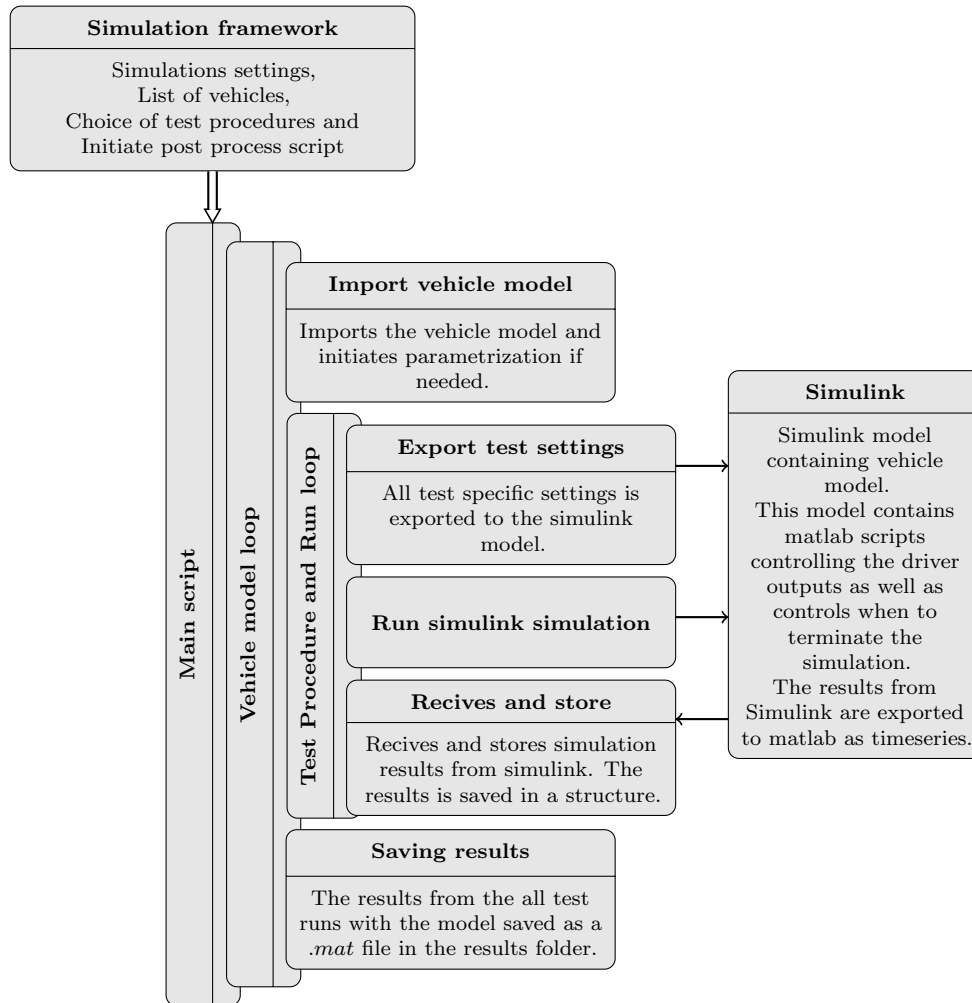 Simulation framework
Simulations settings,
List of vehicles,
Choice of test procedures and
Initiate post process script
Main script
Vehicle model loop
Import vehicle model
Imports the vehicle model and
initiates parametrization if
needed.
Test Procedure and Run loop
Export test settings
All test specific settings is
exported to the simulink
model.
Run simulink simulation
Recives and store
Recives and stores simulation
results from simulink. The
results is saved in a structure.
Simulink
Simulink model
containing vehicle
model.
This model contains
matlab scripts
controlling the driver
outputs as well as
controls when to
terminate the
simulation.
The results from
Simulink are exported
to matlab as timeseries.
Saving results
The results from the all test
runs with the model saved as a
.mat file in the results folder.